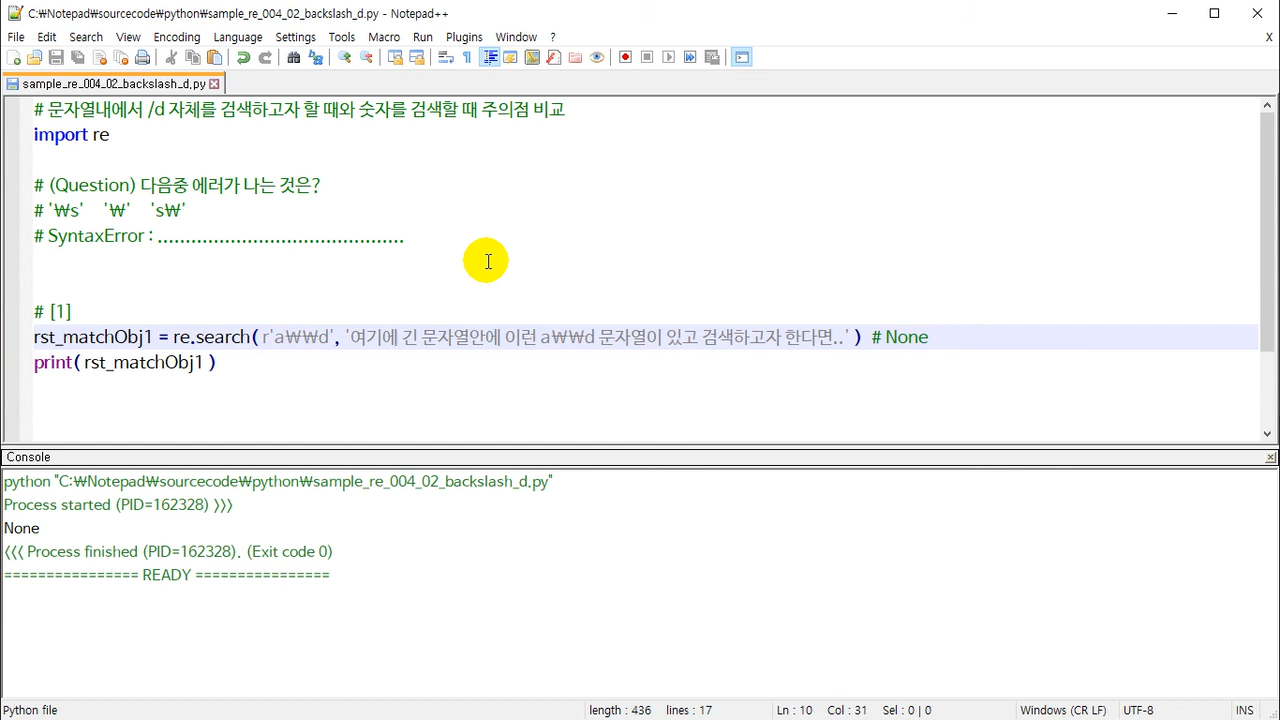 C:₩Notepad₩sourcecode₩python₩sample_re_004_02_backslash_d.py - Notepad++
File Edit Search View Encoding Language Settings Tools Macro Run Plugins Window ? X
sample_re_004_02_backslash_d.py
# 문자열내에서 /d 자체를 검색하고자 할 때와 숫자를 검색할 때 주의점 비교
import re
# (Question) 다음중 에러가 나는 것은?
# '₩s' '₩' 's₩'
# SyntaxError : ............................................
# [1]
rst_matchObj1 = re.search( r'a₩₩d', '여기에 긴 문자열안에 이런 a₩₩d 문자열이 있고 검색하고자 한다면..' ) # None
print( rst_matchObj1 )
Console
python "C:₩Notepad₩sourcecode₩python₩sample_re_004_02_backslash_d.py"
Process started (PID=162328) >>>
None
<<< Process finished (PID=162328). (Exit code 0)
================ READY ================
Python file length : 436 lines : 17 Ln : 10 Col : 31 Sel : 0 | 0 Windows (CR LF) UTF-8 INS